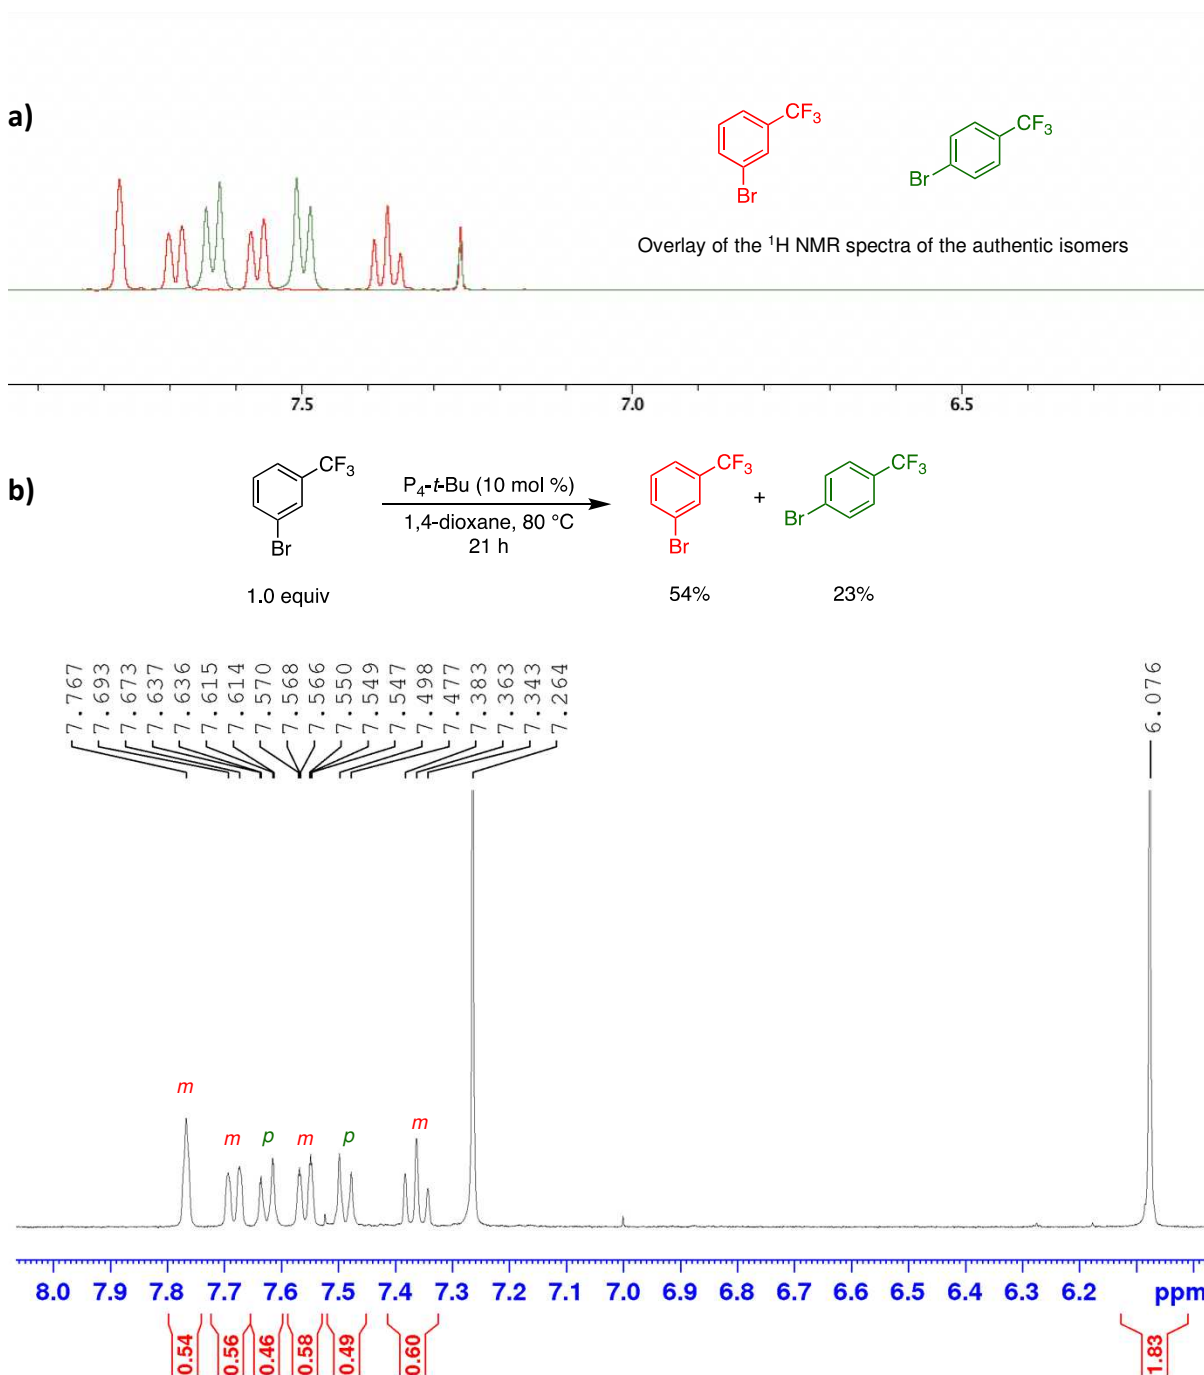 a)
CF3
Br
CF3
Br
Overlay of the 1H NMR spectra of the authentic isomers
7.5
7.0
6.5
b)
CF3
Br
1.0 equiv
P4-t-Bu (10 mol %)
1,4-dioxane, 80 °C
21 h
CF3
Br
54%
+
CF3
Br
23%
7.767
7.693
7.673
7.637
7.636
7.615
7.614
7.570
7.568
7.566
7.550
7.549
7.547
7.498
7.477
7.383
7.363
7.343
7.264
6.076
m
m
p
m
p
m
8.0 7.9 7.8 7.7 7.6 7.5 7.4 7.3 7.2 7.1 7.0 6.9 6.8 6.7 6.6 6.5 6.4 6.3 6.2 ppm
0.54
0.56
0.46
0.58
0.49
0.60
1.83